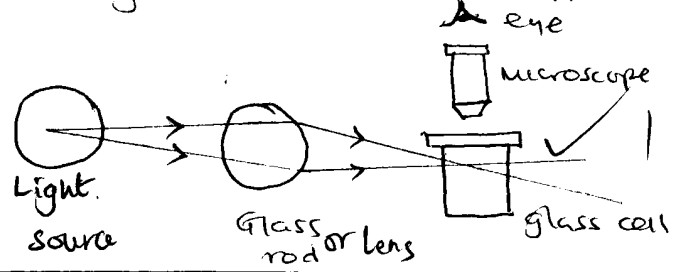 eye
microscope
Light
source
Glass
rod or lens
glass cell